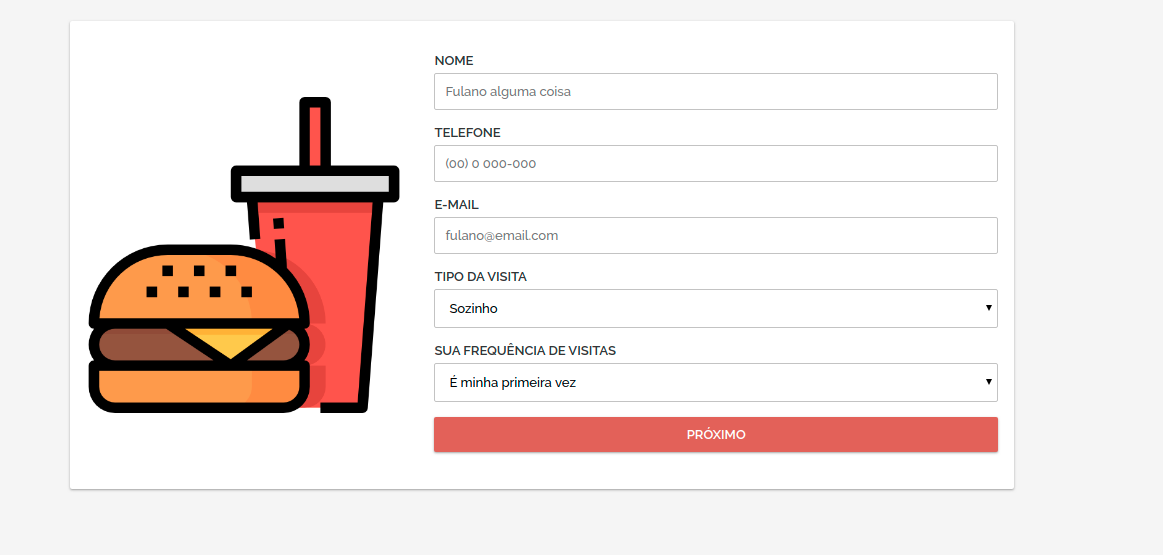 NOME
Fulano alguma coisa
TELEFONE
(00) 0 000-000
E-MAIL
fulano@email.com
TIPO DA VISITA
Sozinho
SUA FREQUÊNCIA DE VISITAS
É minha primeira vez
PRÓXIMO